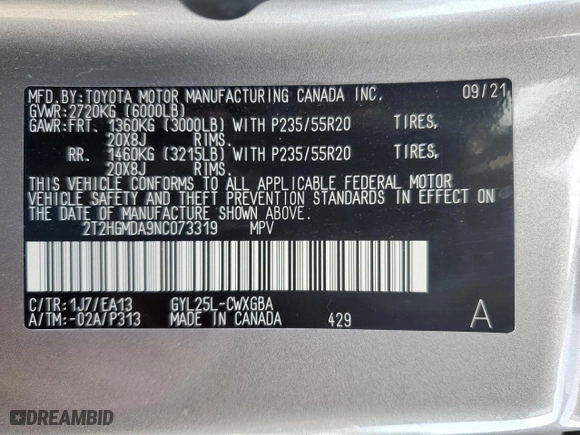 MFD.BY:TOYOTA MOTOR MANUFACTURING CANADA INC. 09/21
GVWR:2720KG (6000LB)
GAWR:FRT. 1360KG (3000LB) WITH P235/55R20 TIRES,
20X8J RIMS.
RR. 1460KG (3215LB) WITH P235/55R20 TIRES,
20X8J RIMS.
THIS VEHICLE CONFORMS TO ALL APPLICABLE FEDERAL MOTOR
VEHICLE SAFETY AND THEFT PREVENTION STANDARDS IN EFFECT ON
THE DATE OF MANUFACTURE SHOWN ABOVE.
2T2HGMDA9NC073319 MPV
C/TR:1J7/EA13 GYL25L-CWXGBA
A/TM:-02A/P313 MADE IN CANADA 429 A
DREAMBID